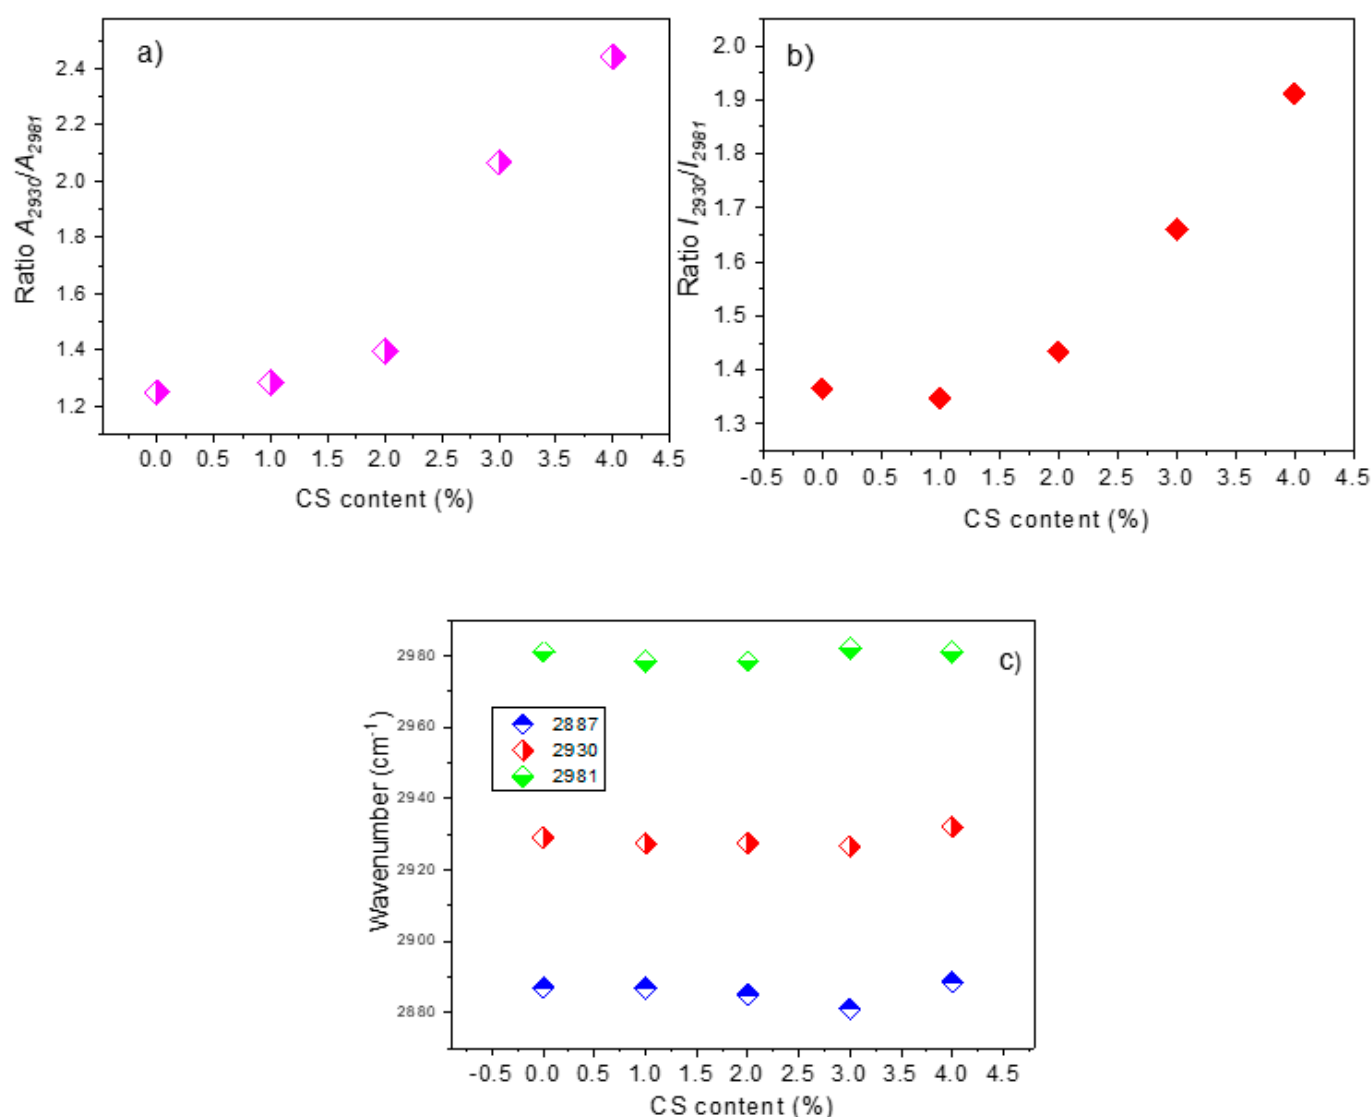 a)
Ratio A2930/A2981
2.4
2.2
2.0
1.8
1.6
1.4
1.2
0.0 0.5 1.0 1.5 2.0 2.5 3.0 3.5 4.0 4.5
CS content (%)
b)
Ratio I2930/I2981
2.0
1.9
1.8
1.7
1.6
1.5
1.4
1.3
-0.5 0.0 0.5 1.0 1.5 2.0 2.5 3.0 3.5 4.0 4.5
CS content (%)
c)
Wavenumber (cm-1)
2980
2960
2940
2920
2900
2880
2887
2930
2981
-0.5 0.0 0.5 1.0 1.5 2.0 2.5 3.0 3.5 4.0 4.5
CS content (%)